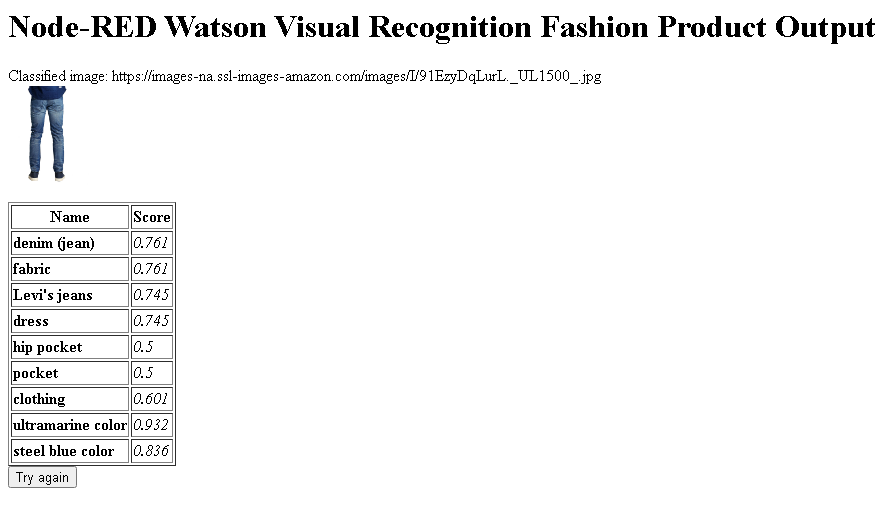 Node-RED Watson Visual Recognition Fashion Product Output
Classified image: https://images-na.ssl-images-amazon.com/images/I/91EzyDqLurL._UL1500_.jpg
Name Score
denim (jean) 0.761
fabric 0.761
Levi's jeans 0.745
dress 0.745
hip pocket 0.5
pocket 0.5
clothing 0.601
ultramarine color 0.932
steel blue color 0.836
Try again